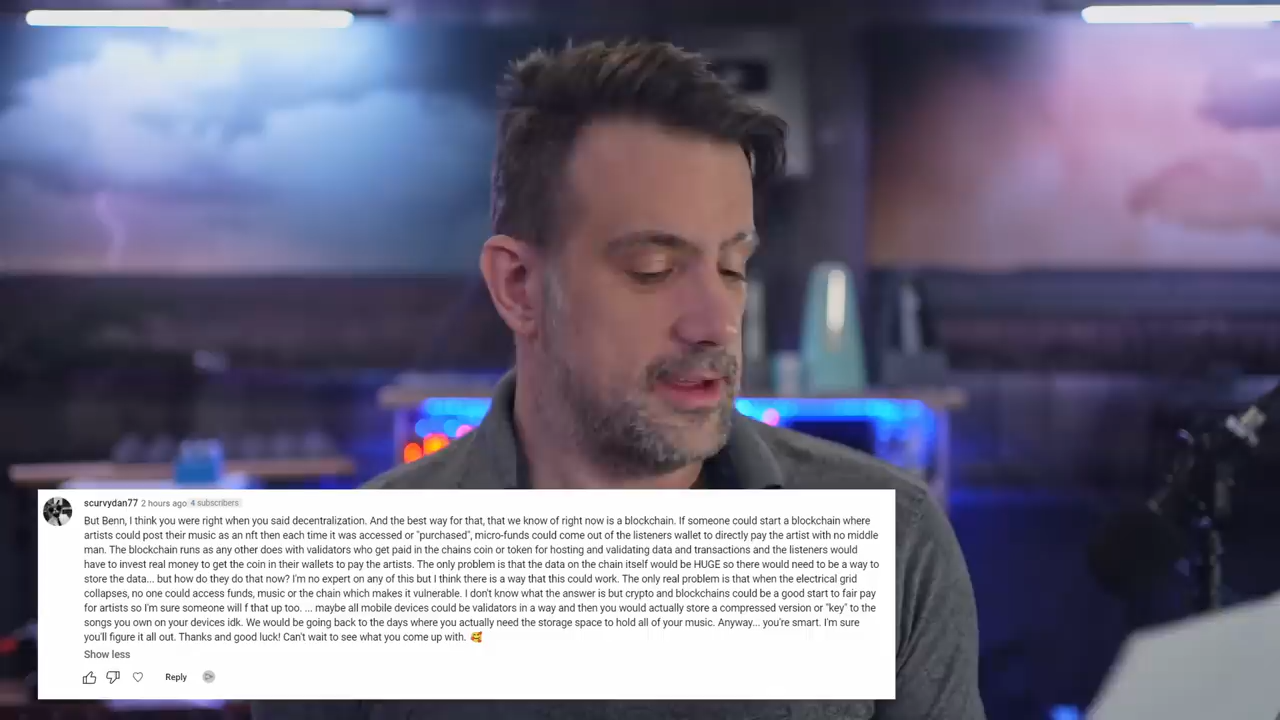 scurvydan77 2 hours ago 4 subscribers
But Benn, I think you were right when you said decentralization. And the best way for that, that we know of right now is a blockchain. If someone could start a blockchain where
artists could post their music as an nft then each time it was accessed or "purchased", micro-funds could come out of the listeners wallet to directly pay the artist with no middle
man. The blockchain runs as any other does with validators who get paid in the chains coin or token for hosting and validating data and transactions and the listeners would
have to invest real money to get the coin in their wallets to pay the artists. The only problem is that the data on the chain itself would be HUGE so there would need to be a way to
store the data... but how do they do that now? I'm no expert on any of this but I think there is a way that this could work. The only real problem is that when the electrical grid
collapses, no one could access funds, music or the chain which makes it vulnerable. I don't know what the answer is but crypto and blockchains could be a good start to fair pay
for artists so I'm sure someone will f that up too. ... maybe all mobile devices could be validators in a way and then you would actually store a compressed version or "key" to the
songs you own on your devices idk. We would be going back to the days where you actually need the storage space to hold all of your music. Anyway... you're smart. I'm sure
you'll figure it all out. Thanks and good luck! Can't wait to see what you come up with. 🥰
Show less
Reply